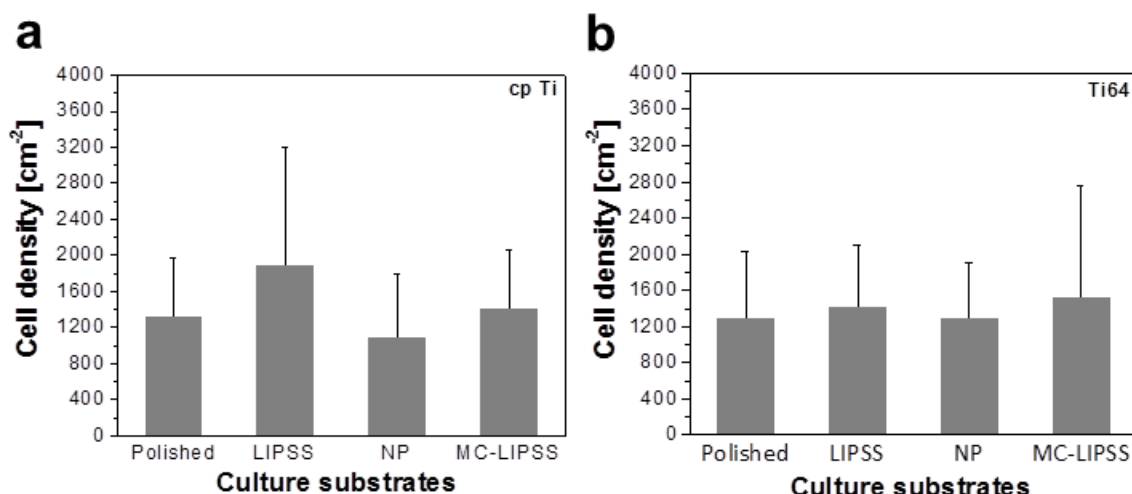 a
cp Ti
Cell density [cm⁻²]
4000
3600
3200
2800
2400
2000
1600
1200
800
400
0
Polished LIPSS NP MC-LIPSS
Culture substrates
b
Ti64
Cell density [cm⁻²]
4000
3600
3200
2800
2400
2000
1600
1200
800
400
0
Polished LIPSS NP MC-LIPSS
Culture substrates